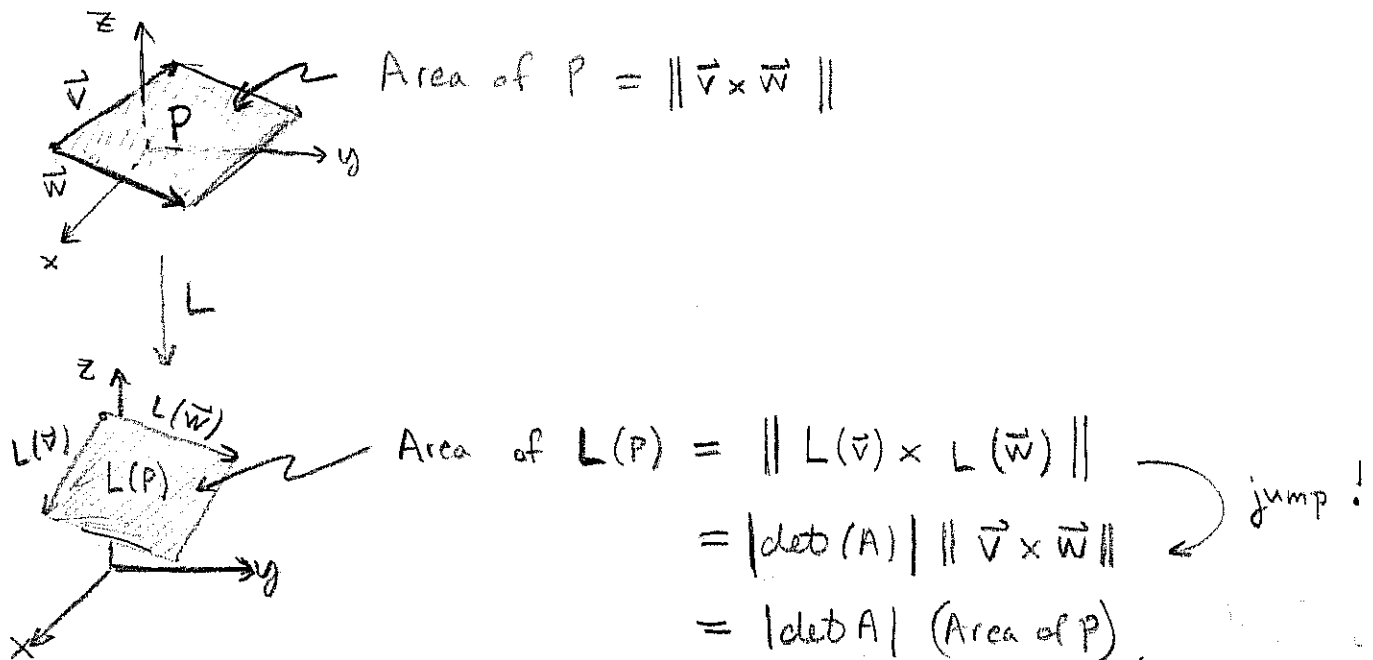 z
v⃗
P
w⃗
y
x
Area of P = ‖ v⃗ × w⃗ ‖
L
z
L(v⃗)
L(w⃗)
L(P)
y
x
Area of L(P) = ‖ L(v⃗) × L(w⃗) ‖
jump!
= |det(A)| ‖ v⃗ × w⃗ ‖
= |det A| (Area of P).